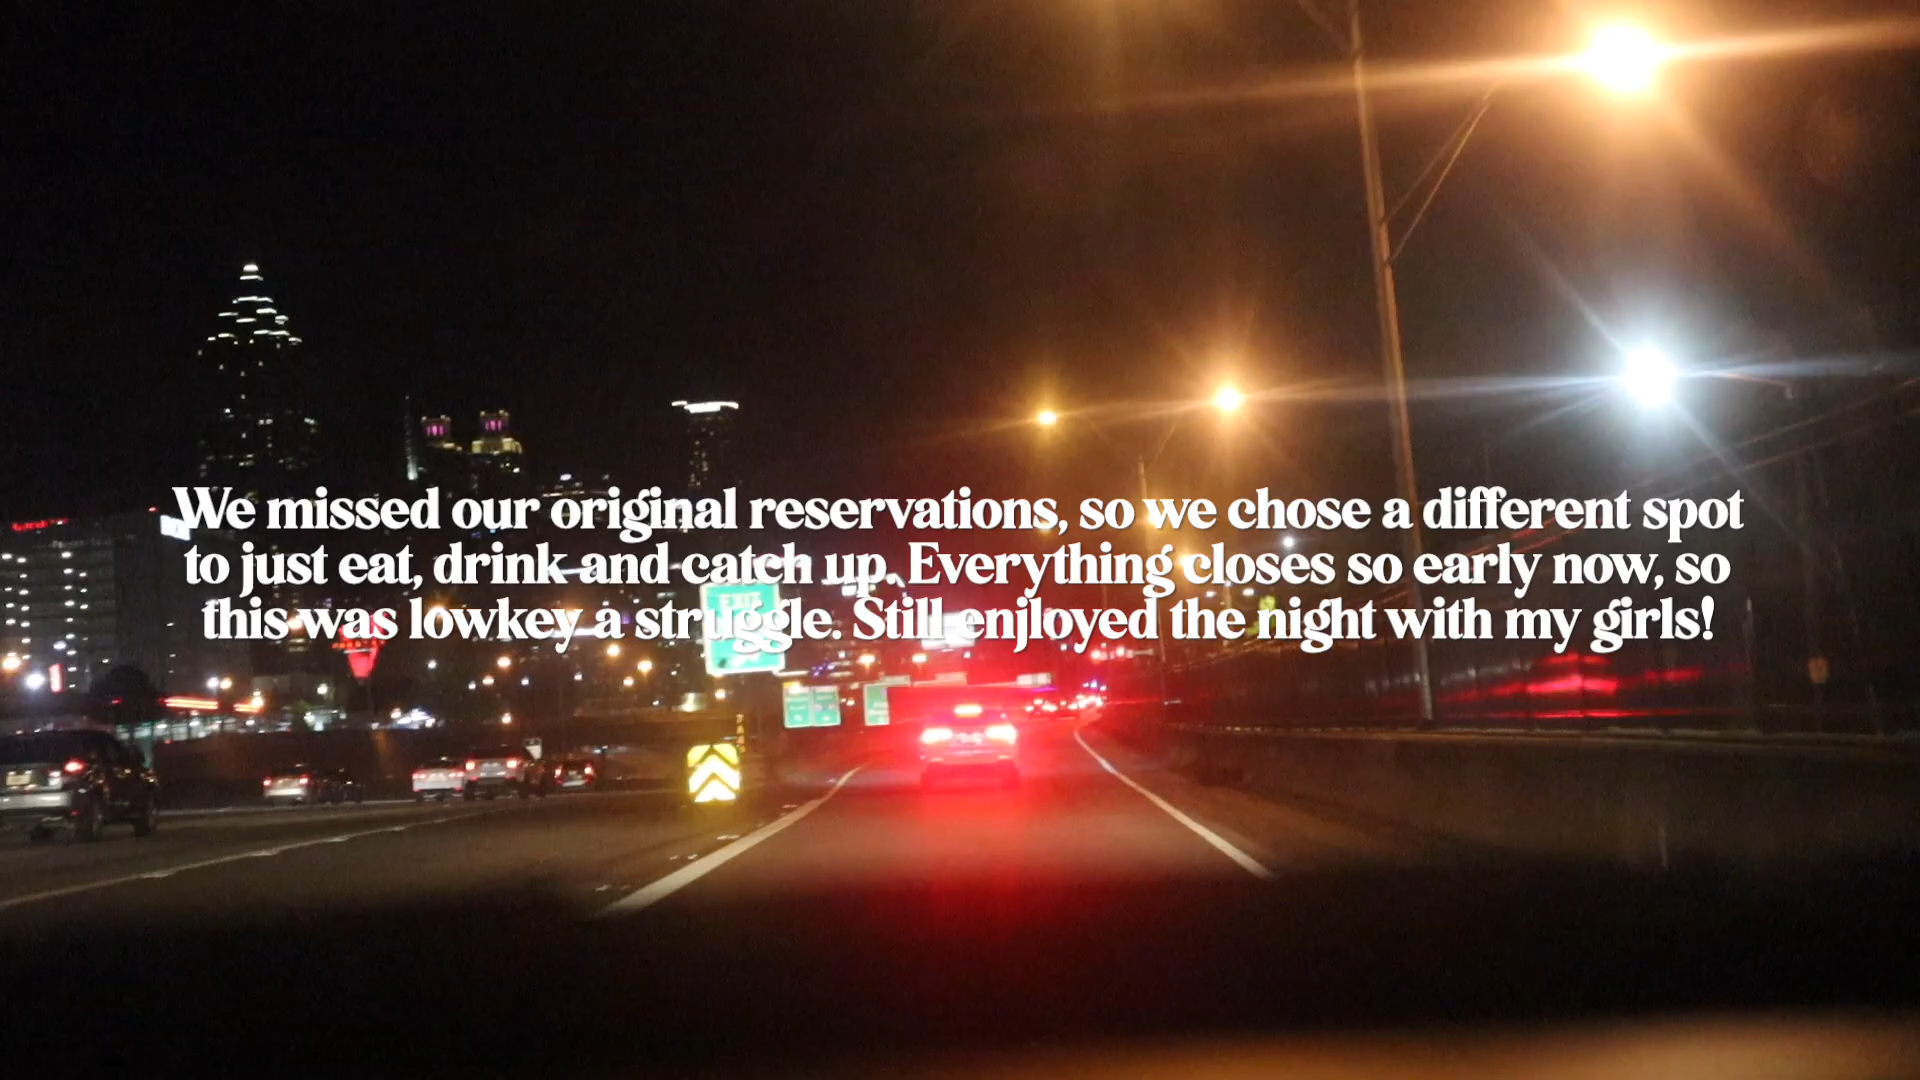 We missed our original reservations, so we chose a different spot
to just eat, drink and catch up. Everything closes so early now, so
this was lowkey a struggle. Still enjloyed the night with my girls!
EXIT